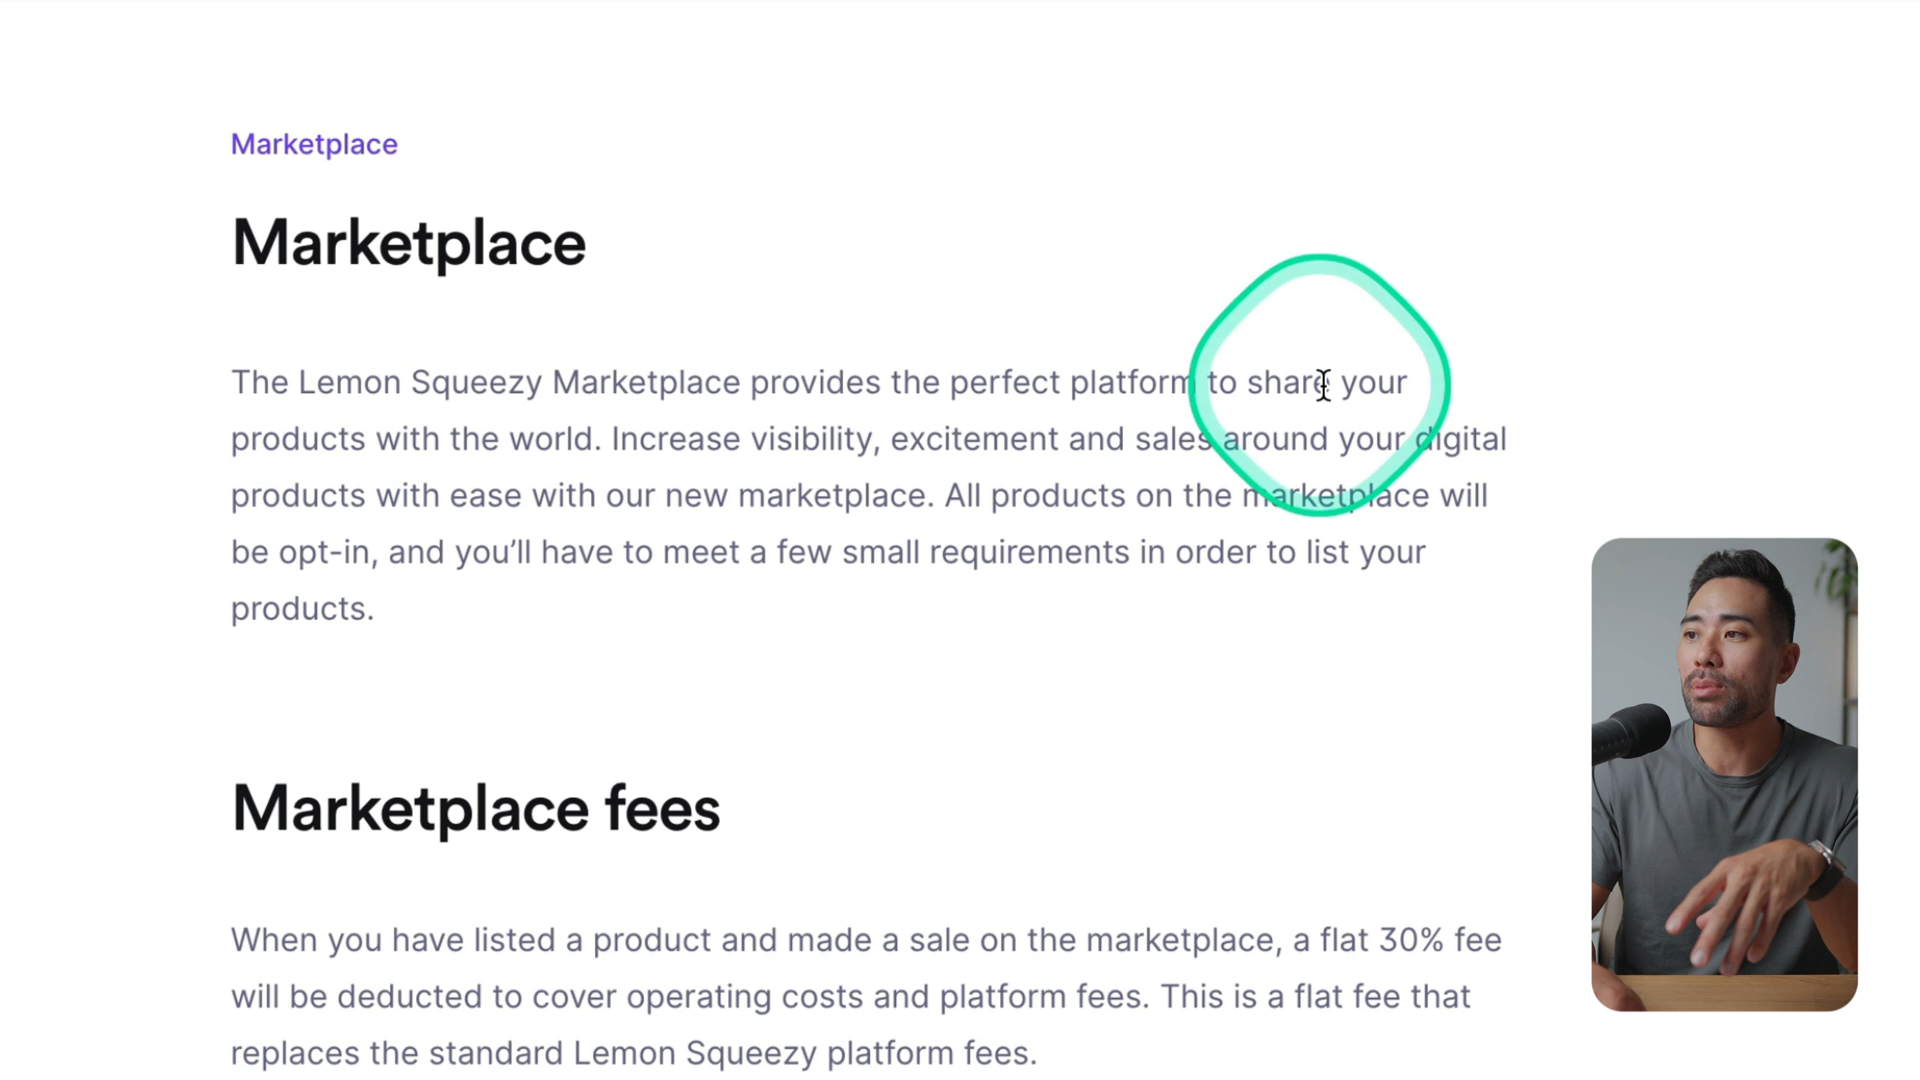 Marketplace
Marketplace
The Lemon Squeezy Marketplace provides the perfect platform to share your
products with the world. Increase visibility, excitement and sales around your digital
products with ease with our new marketplace. All products on the marketplace will
be opt-in, and you’ll have to meet a few small requirements in order to list your
products.
Marketplace fees
When you have listed a product and made a sale on the marketplace, a flat 30% fee
will be deducted to cover operating costs and platform fees. This is a flat fee that
replaces the standard Lemon Squeezy platform fees.